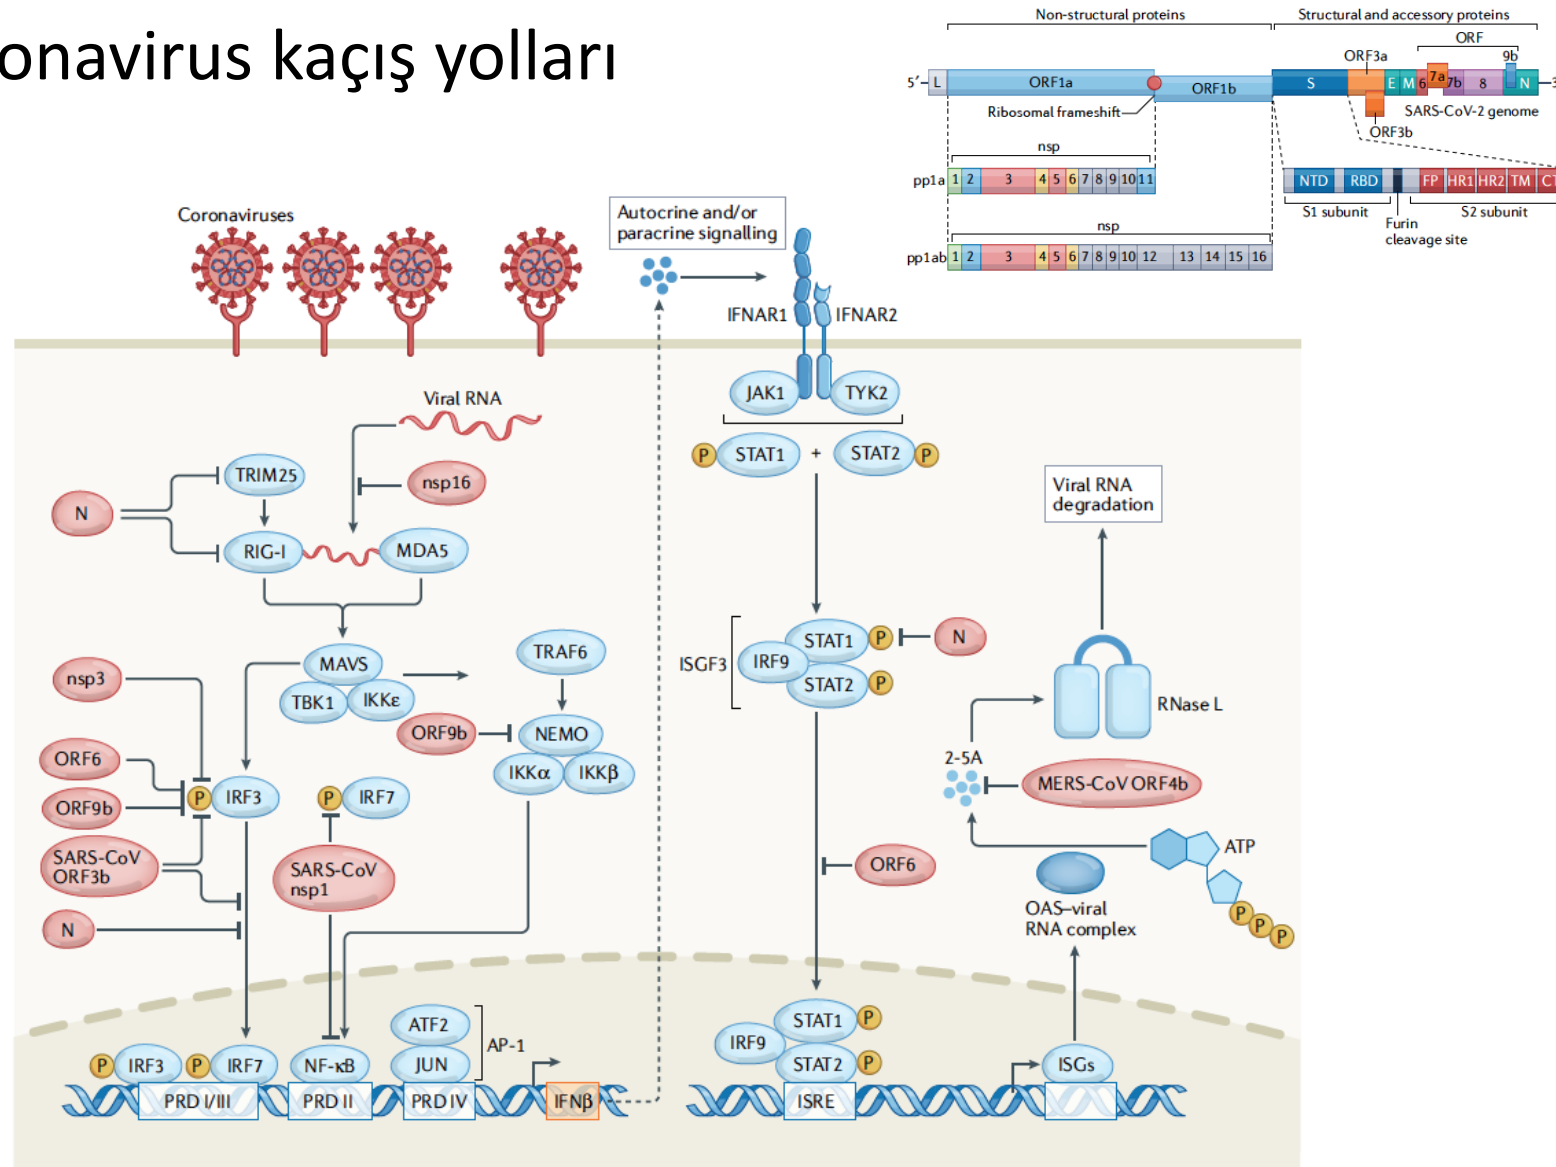 onavirus kaçış yolları
Non-structural proteins
Structural and accessory proteins
ORF
ORF3a
9b
5′
L
ORF1a
ORF1b
S
E
M
6
7a
7b
8
N
3
Ribosomal frameshift
SARS-CoV-2 genome
ORF3b
nsp
pp1a
1 2 3 4 5 6 7 8 9 10 11
NTD
RBD
FP
HR1
HR2
TM
CT
S1 subunit
Furin
cleavage site
S2 subunit
nsp
pp1ab
1 2 3 4 5 6 7 8 9 10 12 13 14 15 16
Coronaviruses
Autocrine and/or
paracrine signalling
IFNAR1
IFNAR2
JAK1
TYK2
P
STAT1
+
STAT2
P
Viral RNA
nsp16
TRIM25
N
RIG-I
MDA5
MAVS
TBK1
IKKε
TRAF6
nsp3
ORF9b
NEMO
IKKα
IKKβ
ORF6
ORF9b
P
IRF3
P
IRF7
SARS-CoV
ORF3b
SARS-CoV
nsp1
N
ISGF3
IRF9
STAT1
P
STAT2
P
N
ORF6
Viral RNA
degradation
RNase L
2-5A
MERS-CoV ORF4b
ATP
P
P
P
OAS–viral
RNA complex
ATF2
JUN
AP-1
P
IRF3
P
IRF7
NF-κB
PRD I/III
PRD II
PRD IV
IFNβ
IRF9
STAT1
P
STAT2
P
ISRE
ISGs